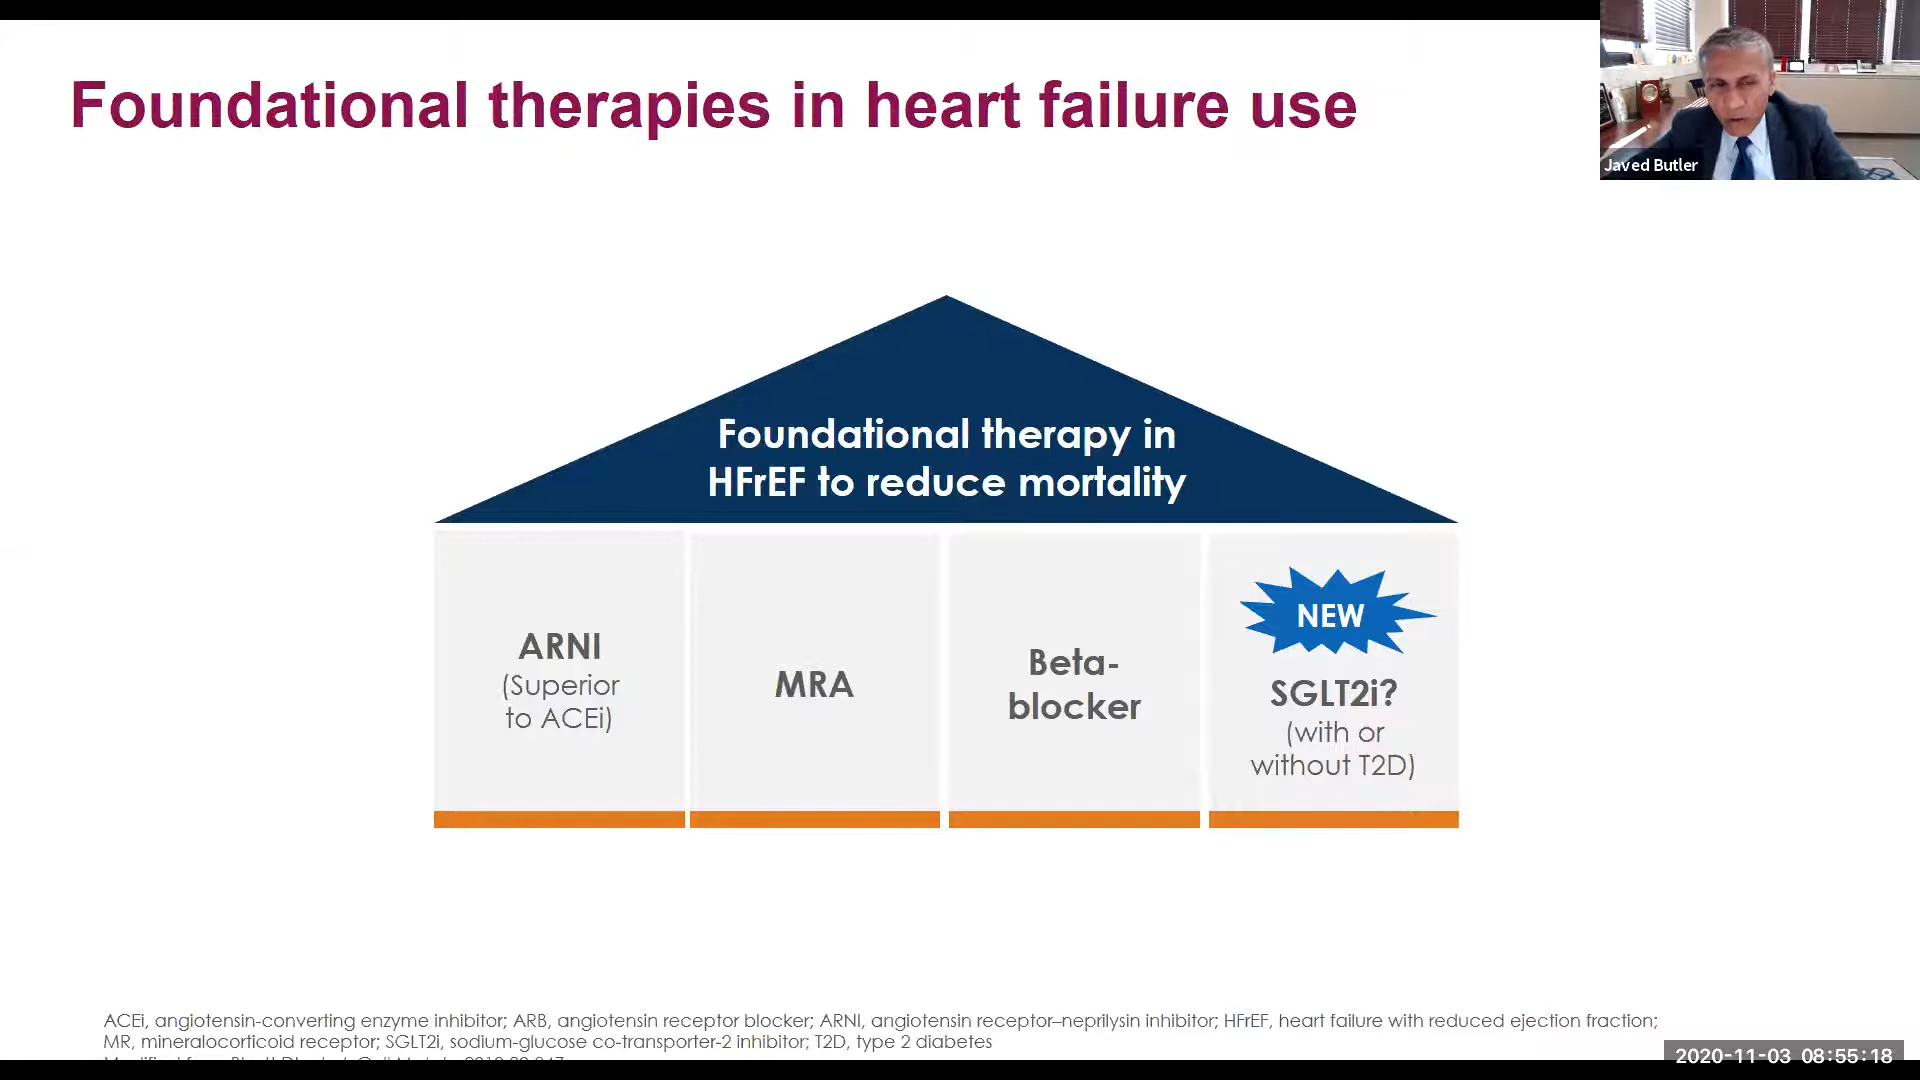 Foundational therapies in heart failure use
Javed Butler
Foundational therapy in
HFrEF to reduce mortality
ARNI
(Superior
to ACEi)
MRA
Beta-
blocker
NEW
SGLT2i?
(with or
without T2D)
ACEi, angiotensin-converting enzyme inhibitor; ARB, angiotensin receptor blocker; ARNI, angiotensin receptor–neprilysin inhibitor; HFrEF, heart failure with reduced ejection fraction;
MR, mineralocorticoid receptor; SGLT2i, sodium-glucose co-transporter-2 inhibitor; T2D, type 2 diabetes
2020-11-03 08:55:18